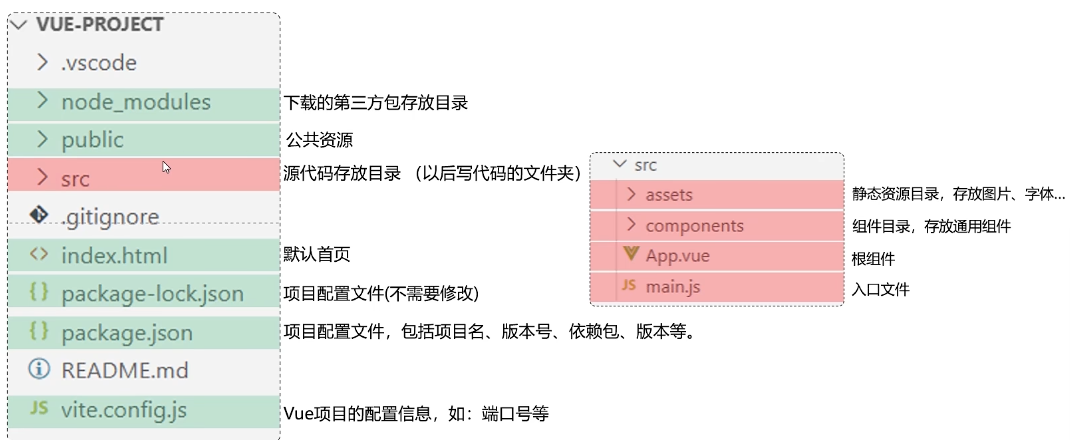 VUE-PROJECT
.vscode
node_modules 下载的第三方包存放目录
public 公共资源
src 源代码存放目录 （以后写代码的文件夹）
.gitignore
index.html 默认首页
package-lock.json 项目配置文件(不需要修改)
package.json 项目配置文件，包括项目名、版本号、依赖包、版本等。
README.md
JS vite.config.js Vue项目的配置信息，如：端口号等
src
assets 静态资源目录，存放图片、字体...
components 组件目录，存放通用组件
App.vue 根组件
JS main.js 入口文件